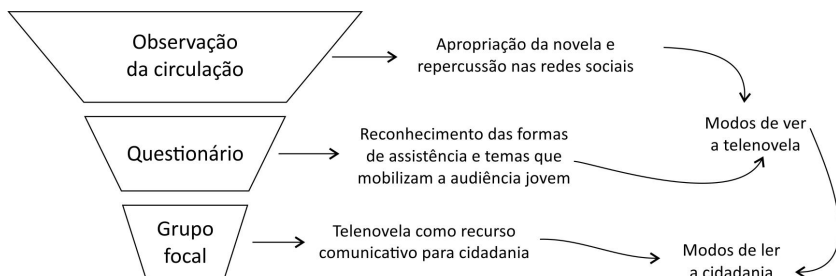 Observação
da circulação
Apropriação da novela e
repercussão nas redes sociais
Modos de ver
a telenovela
Questionário
Reconhecimento das formas
de assistência e temas que
mobilizam a audiência jovem
Grupo
focal
Telenovela como recurso
comunicativo para cidadania
Modos de ler
a cidadania